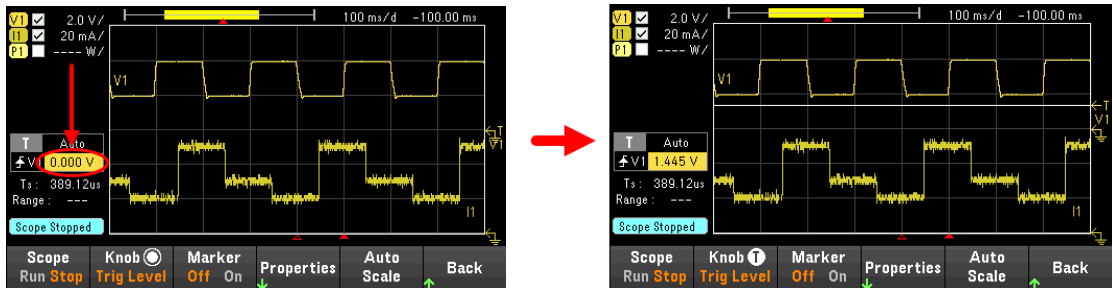 V1 2.0 V/ 100 ms/d -100.00 ms
I1 20 mA/
P1 ---- W/
V1
T
V1
T Auto
V1 0.000 V
Ts : 389.12us
Range : ---
Scope Stopped
I1
Scope Knob Marker Properties Auto Back
Run Stop Trig Level Off On Scale
V1 2.0 V/ 100 ms/d -100.00 ms
I1 20 mA/
P1 ---- W/
V1
T
V1
T Auto
V1 1.445 V
Ts : 389.12us
Range : ---
Scope Stopped
I1
Scope Knob T Marker Properties Auto Back
Run Stop Trig Level Off On Scale